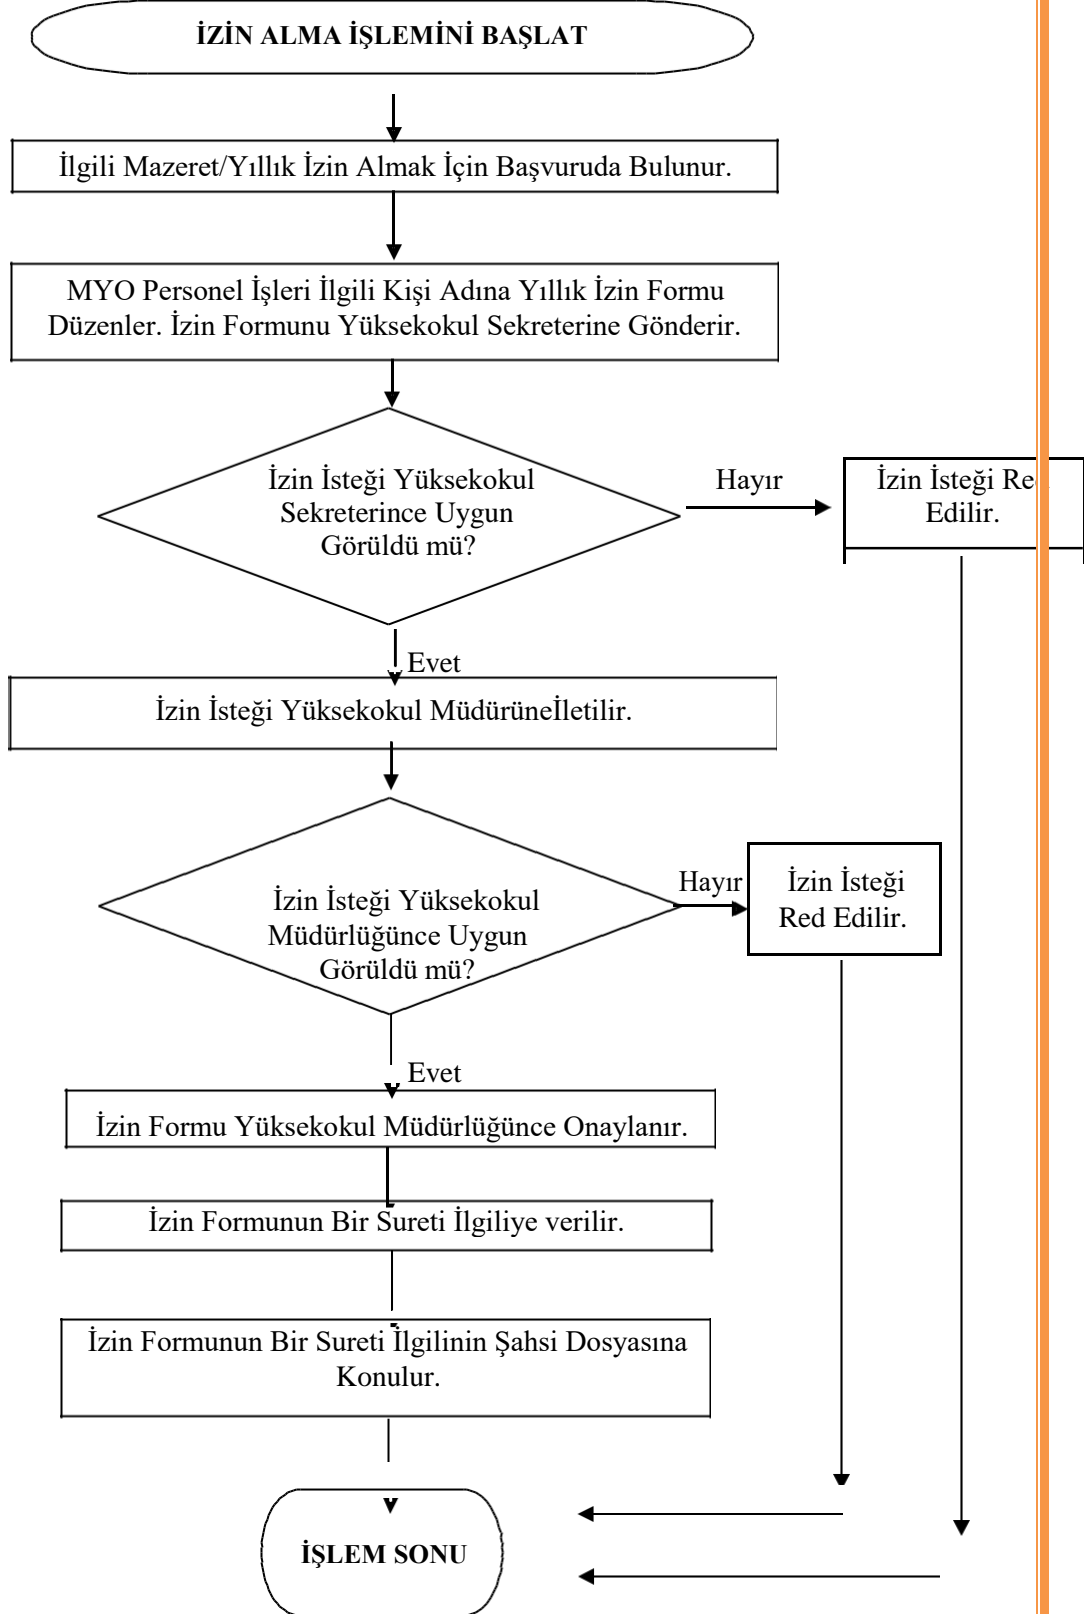 İZİN ALMA İŞLEMİNİ BAŞLAT
İlgili Mazeret/Yıllık İzin Almak İçin Başvuruda Bulunur.
MYO Personel İşleri İlgili Kişi Adına Yıllık İzin Formu
Düzenler. İzin Formunu Yüksekokul Sekreterine Gönderir.
İzin İsteği Yüksekokul
Sekreterince Uygun
Görüldü mü?
Hayır
İzin İsteği Red
Edilir.
Evet
İzin İsteği Yüksekokul Müdürüneİletilir.
İzin İsteği Yüksekokul
Müdürlüğünce Uygun
Görüldü mü?
Hayır
İzin İsteği
Red Edilir.
Evet
İzin Formu Yüksekokul Müdürlüğünce Onaylanır.
İzin Formunun Bir Sureti İlgiliye verilir.
İzin Formunun Bir Sureti İlgilinin Şahsi Dosyasına
Konulur.
İŞLEM SONU